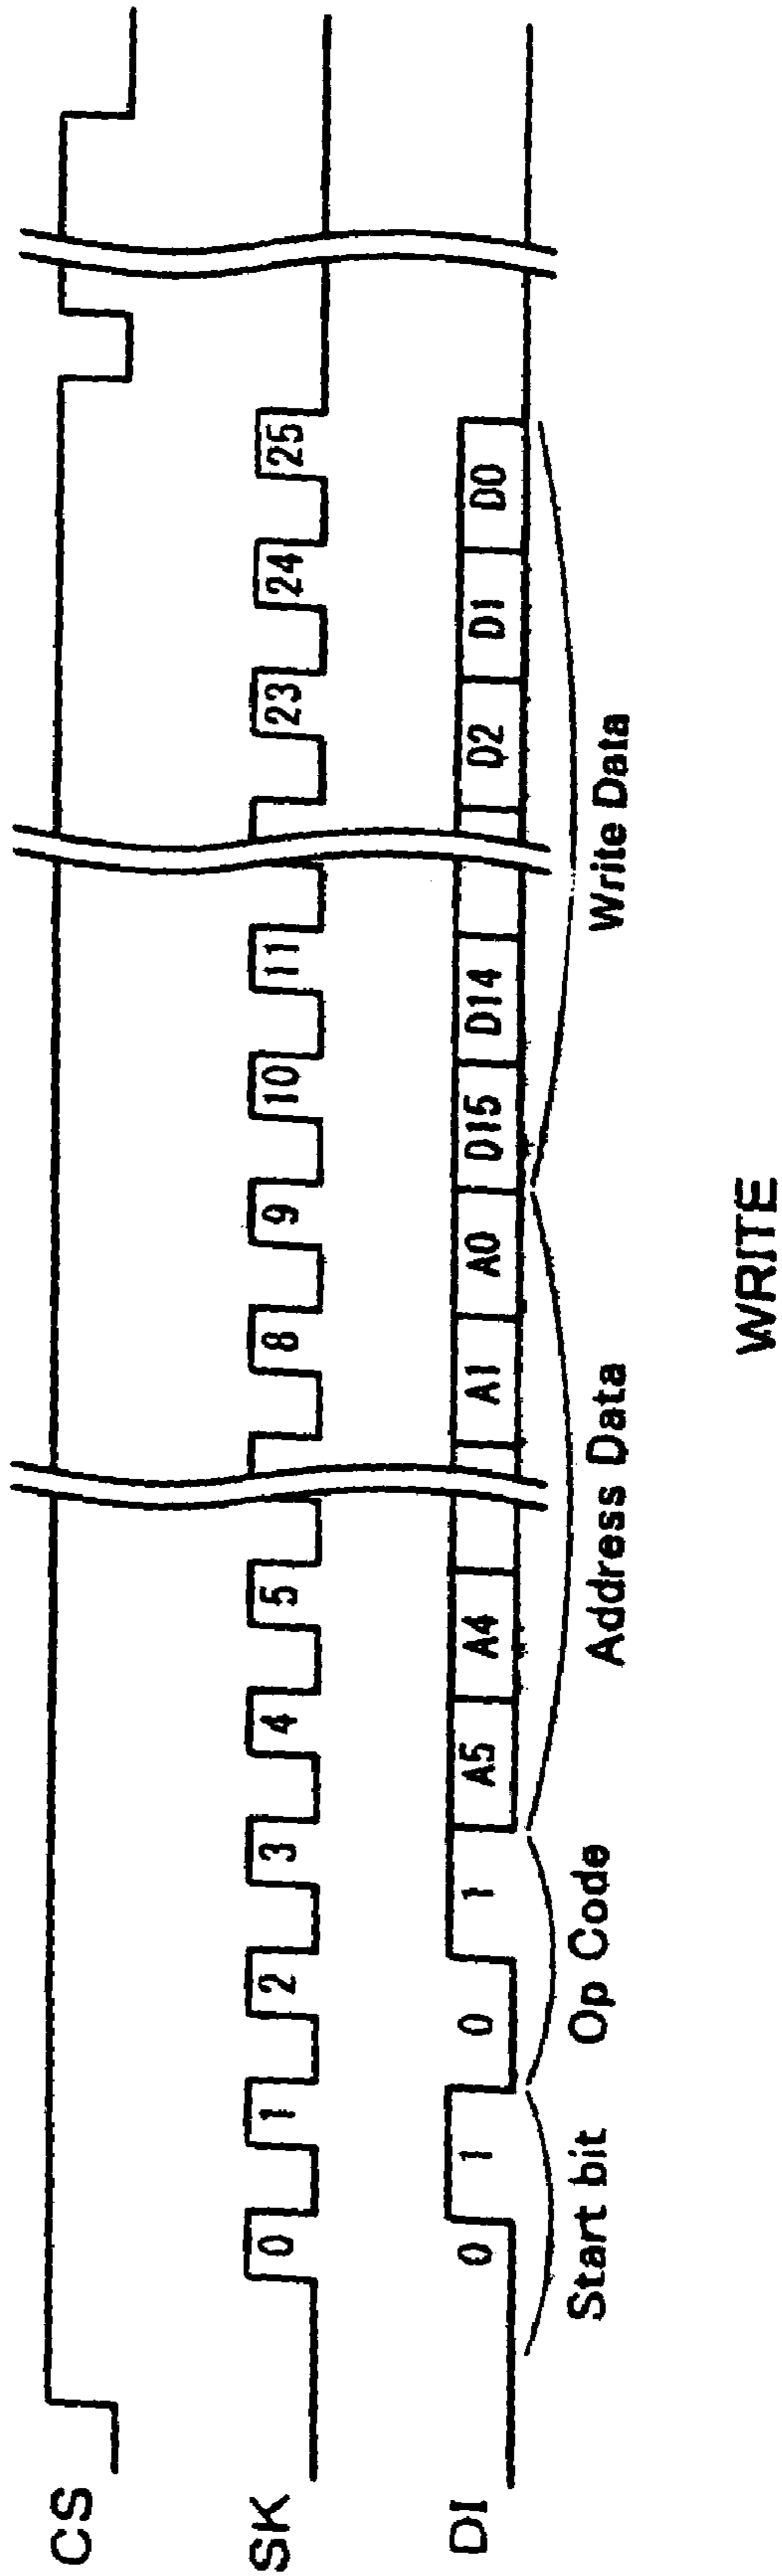 CS
SK
0 1 2 3 4 5 8 9 10 11 23 24 25
DI
0 1 0 1 A5 A4 A1 A0 D15 D14 D2 D1 D0
Start bit Op Code Address Data Write Data
WRITE